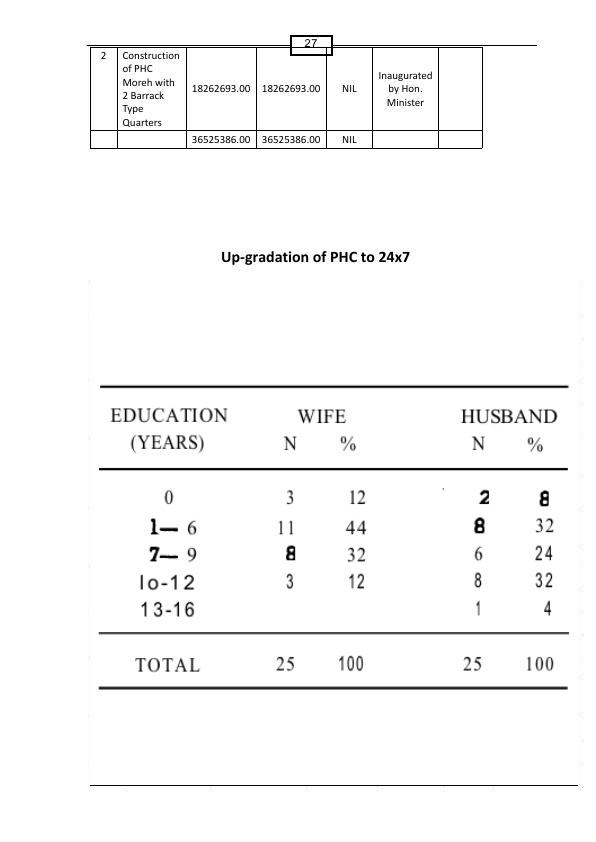 27
2 Construction
of PHC
Moreh with
2 Barrack
Type
Quarters
18262693.00 18262693.00 NIL Inaugurated
by Hon.
Minister
36525386.00 36525386.00 NIL
Up-gradation of PHC to 24x7
EDUCATION WIFE HUSBAND
(YEARS) N % N %
0 3 12 2 8
1— 6 11 44 8 32
7— 9 8 32 6 24
lo-12 3 12 8 32
13-16 1 4
TOTAL 25 100 25 100